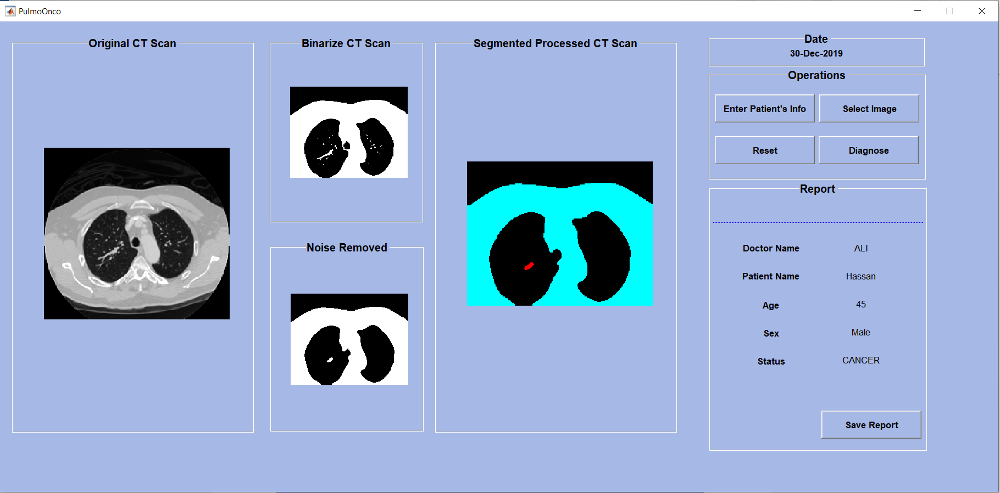 PulmoOnco
Original CT Scan
Binarize CT Scan
Noise Removed
Segmented Processed CT Scan
Date
30-Dec-2019
Operations
Enter Patient's Info
Select Image
Reset
Diagnose
Report
Doctor Name ALI
Patient Name Hassan
Age 45
Sex Male
Status CANCER
Save Report